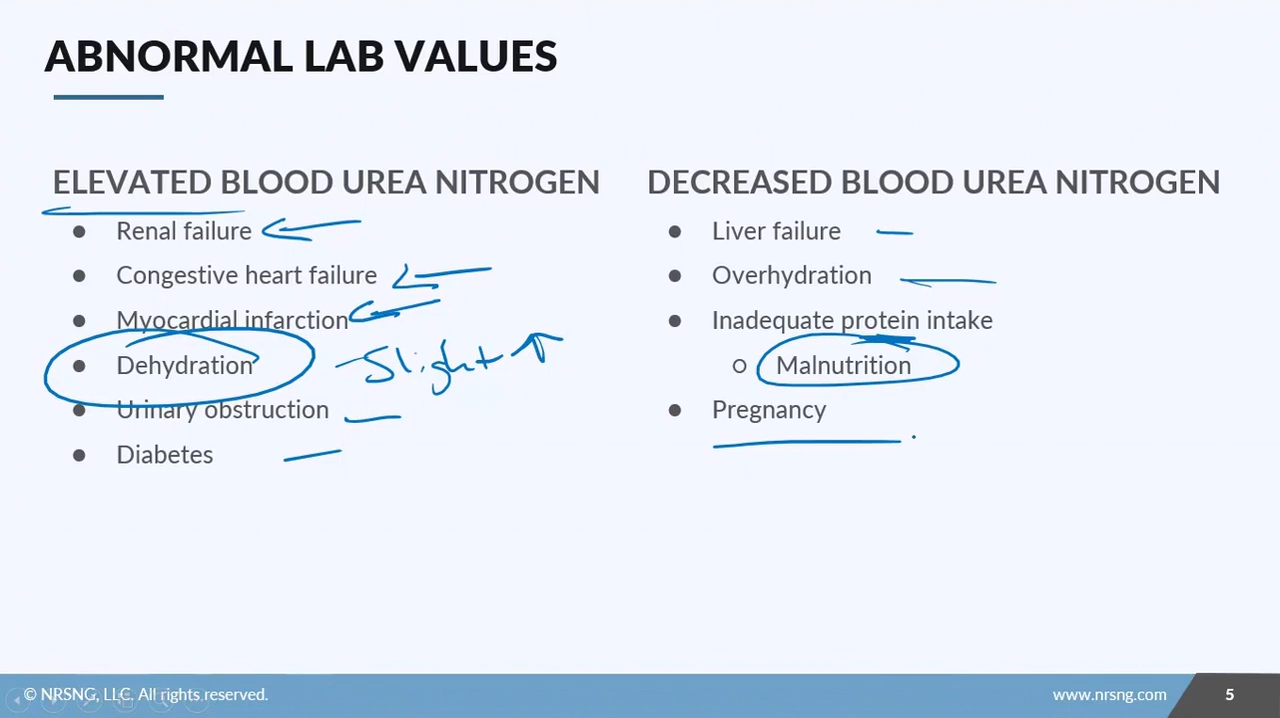 ABNORMAL LAB VALUES
ELEVATED BLOOD UREA NITROGEN
Renal failure
Congestive heart failure
Myocardial infarction
Dehydration -Slight ↑
Urinary obstruction
Diabetes
DECREASED BLOOD UREA NITROGEN
Liver failure
Overhydration
Inadequate protein intake
Malnutrition
Pregnancy
© NRSNG, LLC. All rights reserved.
www.nrsng.com
5